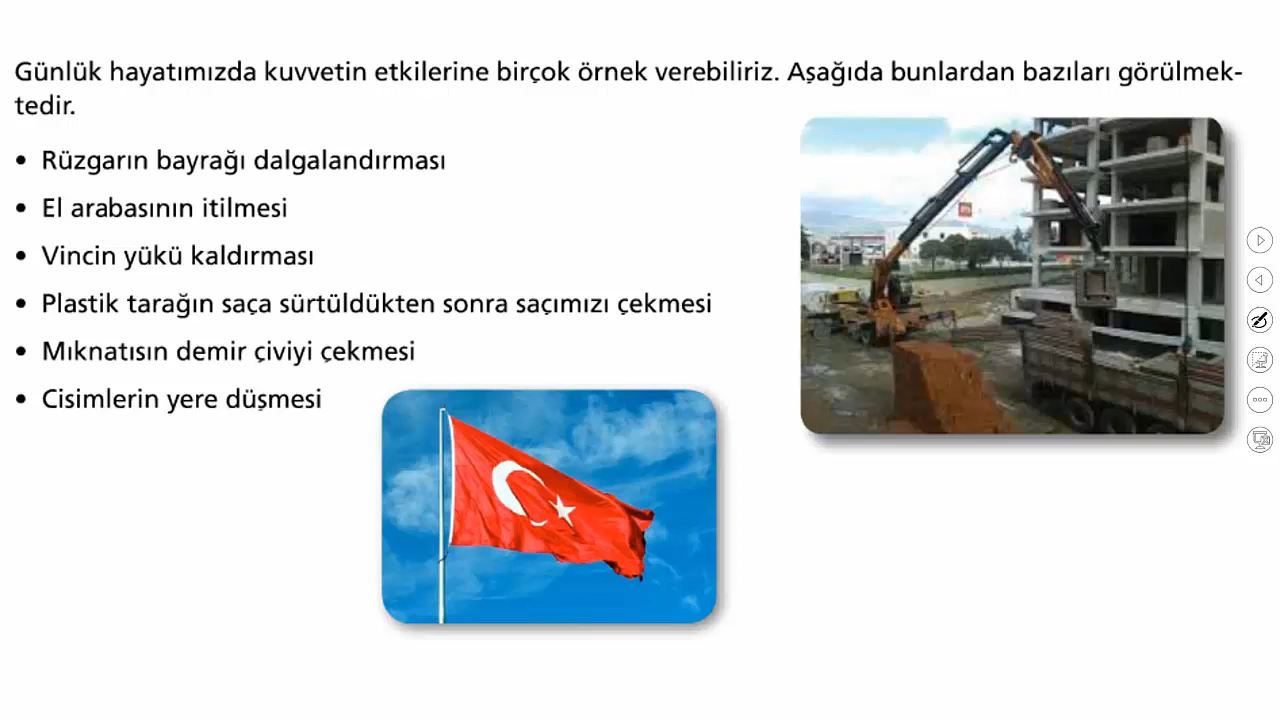 Günlük hayatımızda kuvvetin etkilerine birçok örnek verebiliriz. Aşağıda bunlardan bazıları görülmek-
tedir.
• Rüzgarın bayrağı dalgalandırması
• El arabasının itilmesi
• Vincin yükü kaldırması
• Plastik tarağın saça sürtüldükten sonra saçımızı çekmesi
• Mıknatısın demir çiviyi çekmesi
• Cisimlerin yere düşmesi